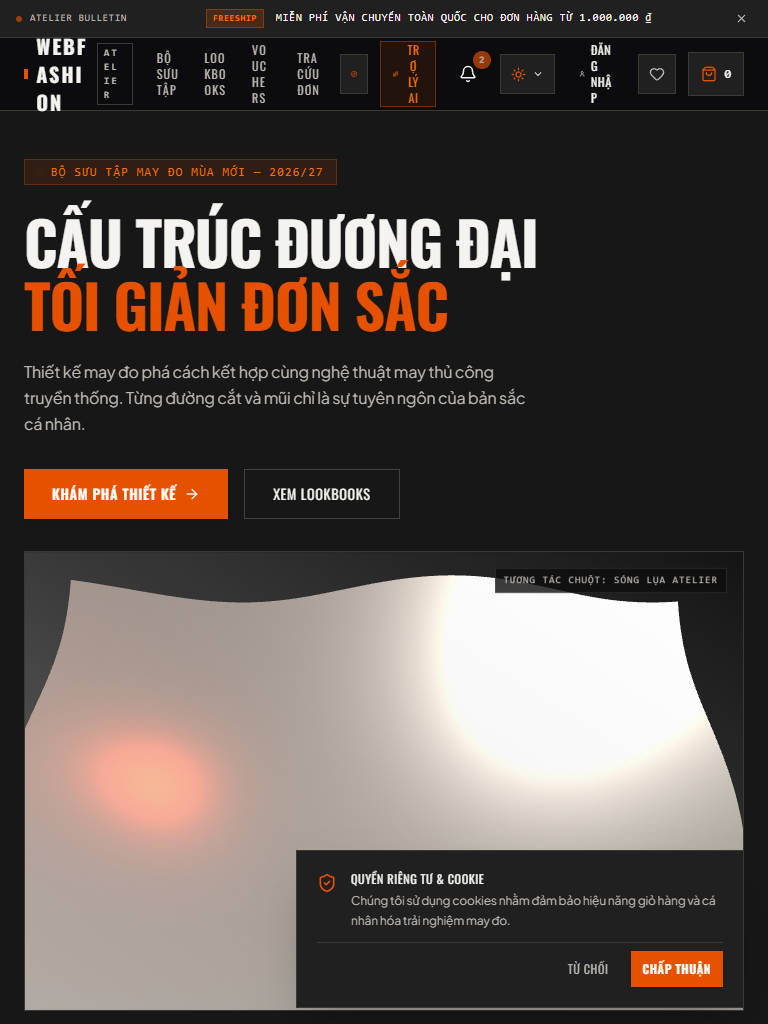 ATELIER BULLETIN
FREESHIP
MIỄN PHÍ VẬN CHUYỂN TOÀN QUỐC CHO ĐƠN HÀNG TỪ 1.000.000 ₫
WEBF
ASHI
ON
AT
EL
IE
R
BỘ
SƯU
TẬP
LOO
KBO
OKS
VO
UC
HE
RS
TRA
CỨU
ĐƠN
TR
Ợ
LÝ
AI
2
ĐĂN
G
NHẬ
P
0
BỘ SƯU TẬP MAY ĐO MÙA MỚI — 2026/27
CẤU TRÚC ĐƯƠNG ĐẠI
TỐI GIẢN ĐƠN SẮC
Thiết kế may đo phá cách kết hợp cùng nghệ thuật may thủ công
truyền thống. Từng đường cắt và mũi chỉ là sự tuyên ngôn của bản sắc
cá nhân.
KHÁM PHÁ THIẾT KẾ
XEM LOOKBOOKS
TƯƠNG TÁC CHUỘT: SÓNG LỤA ATELIER
QUYỀN RIÊNG TƯ & COOKIE
Chúng tôi sử dụng cookies nhằm đảm bảo hiệu năng giỏ hàng và cá
nhân hóa trải nghiệm may đo.
TỪ CHỐI
CHẤP THUẬN